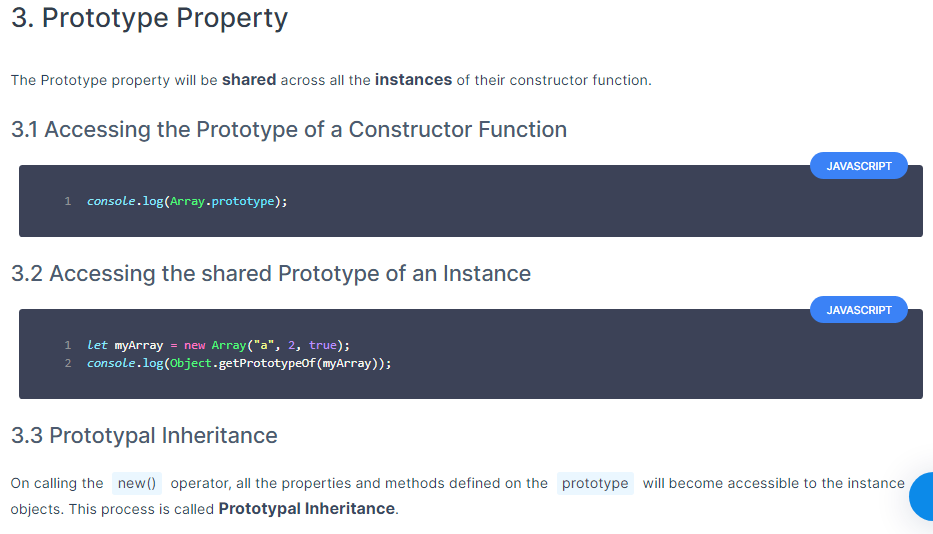 3. Prototype Property
The Prototype property will be shared across all the instances of their constructor function.
3.1 Accessing the Prototype of a Constructor Function
JAVASCRIPT
1 console.log(Array.prototype);
3.2 Accessing the shared Prototype of an Instance
JAVASCRIPT
1 let myArray = new Array("a", 2, true);
2 console.log(Object.getPrototypeOf(myArray));
3.3 Prototypal Inheritance
On calling the new() operator, all the properties and methods defined on the prototype will become accessible to the instance
objects. This process is called Prototypal Inheritance.